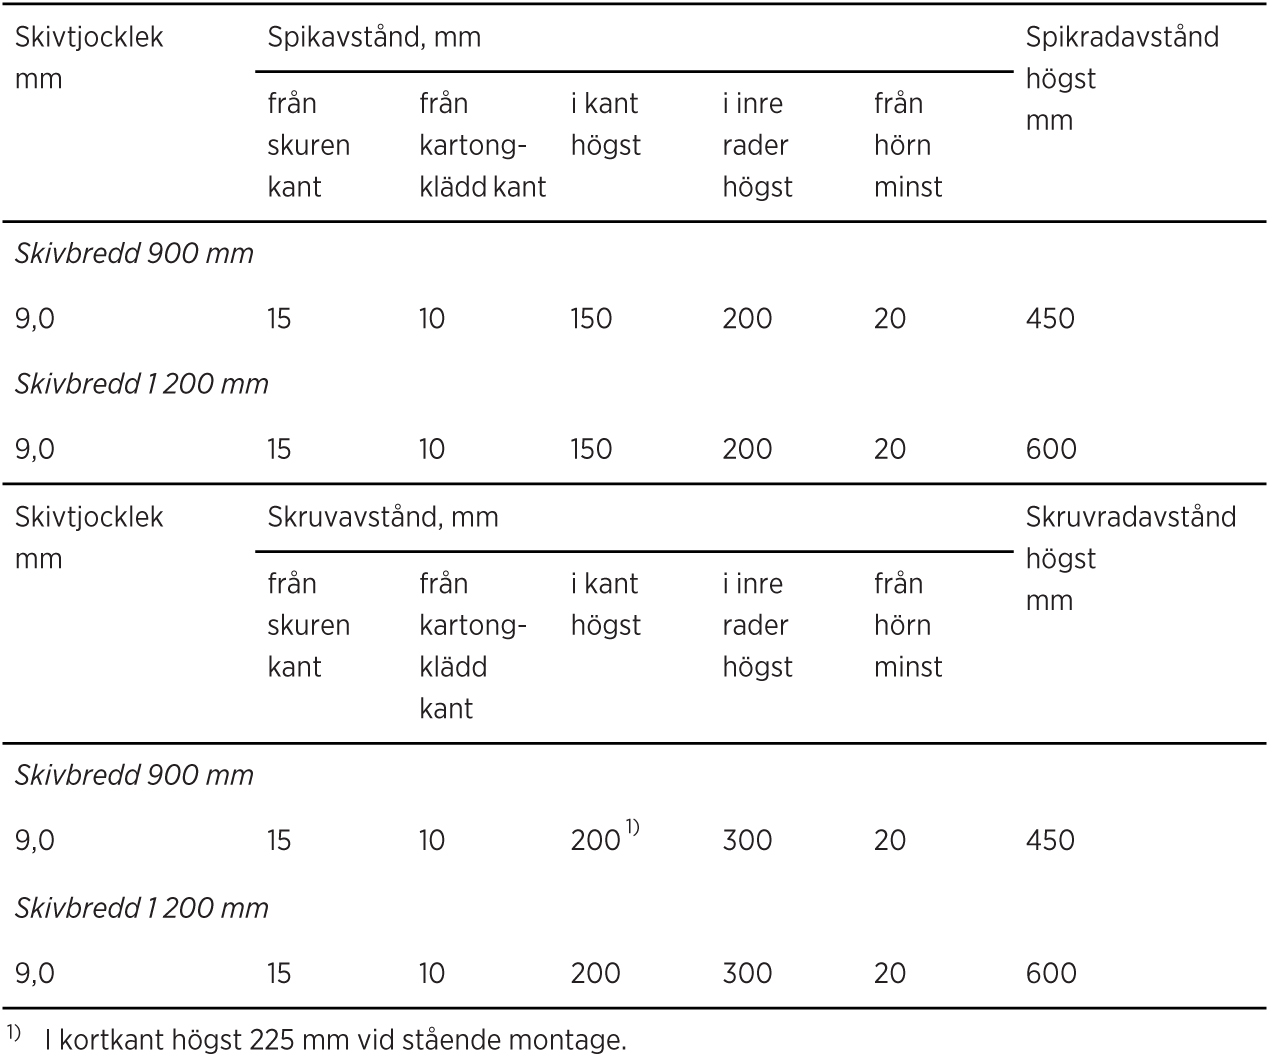 Skivtjocklek Spikavstånd, mm Spikradavstånd
mm högst
från från i kant i inre från mm
skuren kartong- högst rader hörn
kant klädd kant högst minst
Skivbredd 900 mm
9,0 15 10 150 200 20 450
Skivbredd 1 200 mm
9,0 15 10 150 200 20 600
Skivtjocklek Skruvavstånd, mm Skruvradavstånd
mm högst
från från i kant i inre från mm
skuren kartong- högst rader hörn
kant klädd högst minst
kant
Skivbredd 900 mm
9,0 15 10 200 1) 300 20 450
Skivbredd 1 200 mm
9,0 15 10 200 300 20 600
1) I kortkant högst 225 mm vid stående montage.